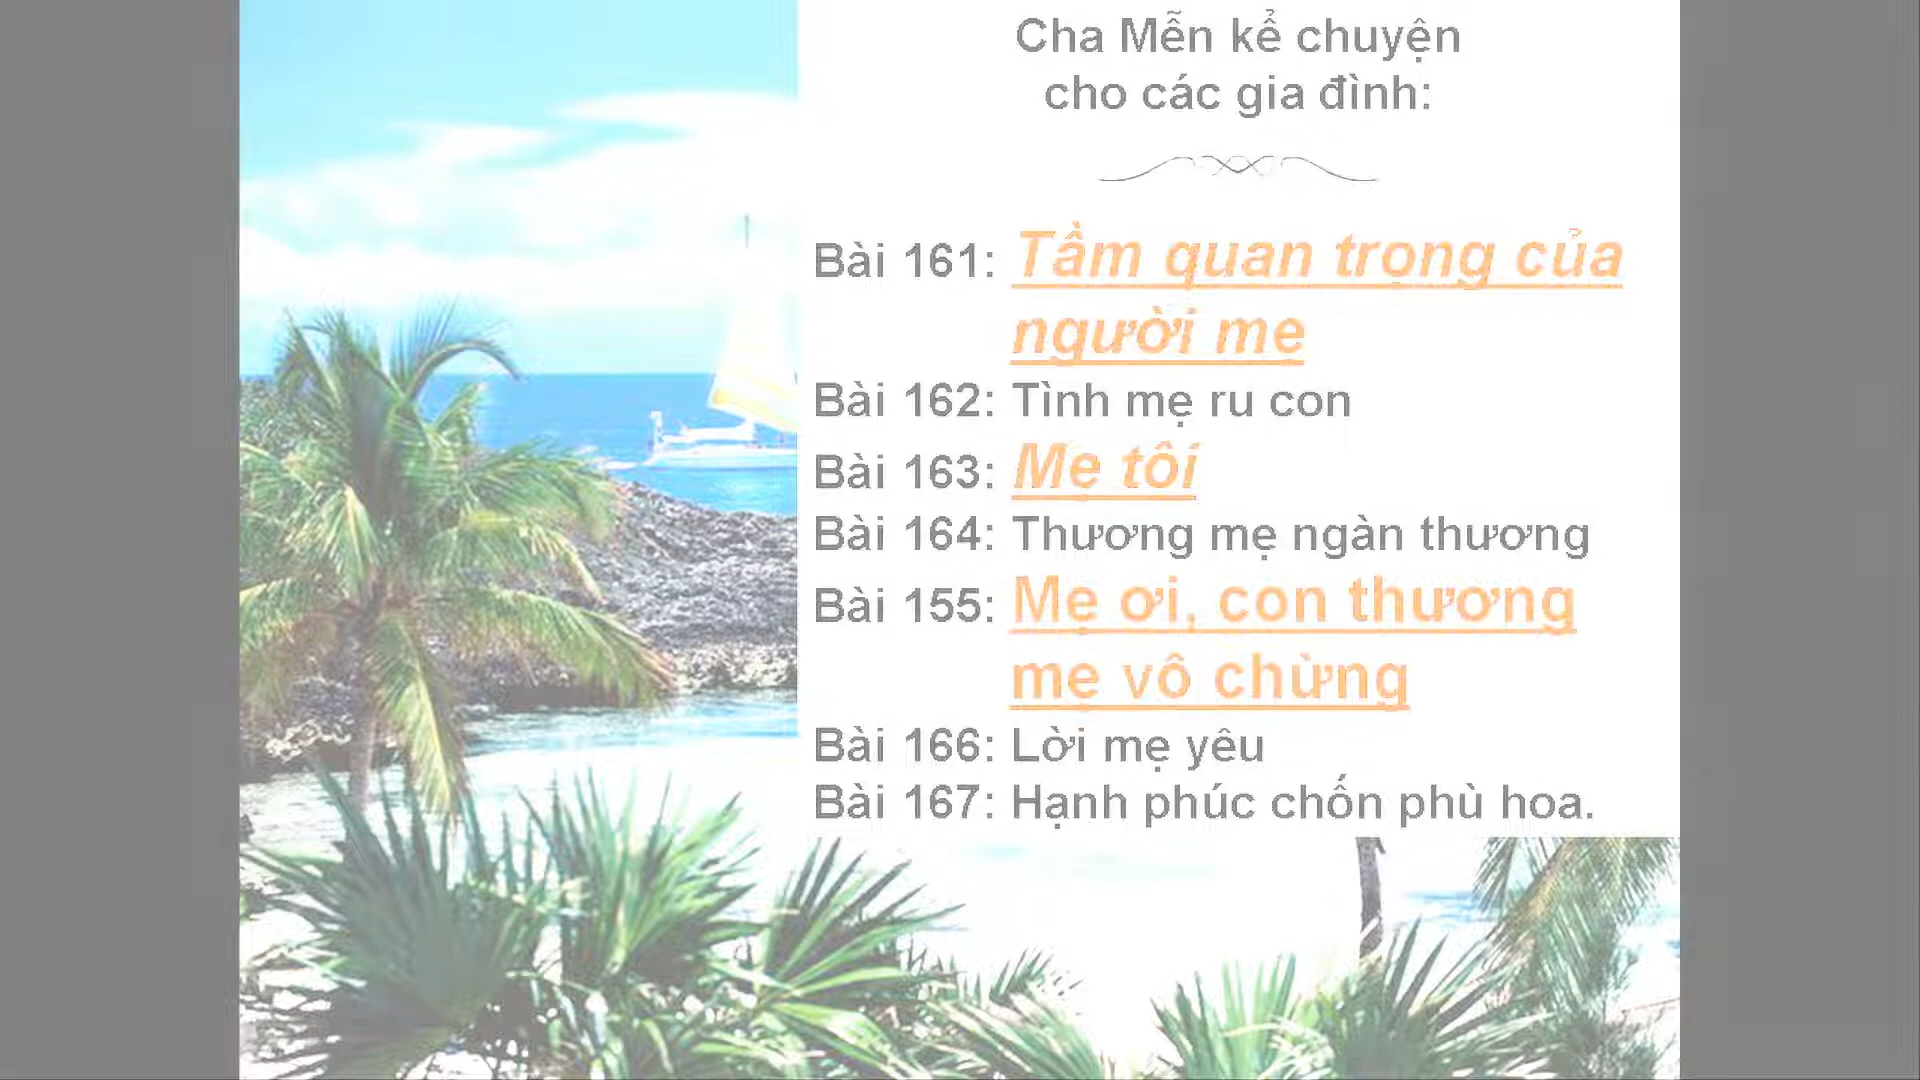 Cha Mễn kể chuyện
cho các gia đình:
Bài 161: Tầm quan trọng của
người mẹ
Bài 162: Tình mẹ ru con
Bài 163: Mẹ tôi
Bài 164: Thương mẹ ngàn thương
Bài 155: Mẹ ơi, con thương
mẹ vô chừng
Bài 166: Lời mẹ yêu
Bài 167: Hạnh phúc chốn phù hoa.